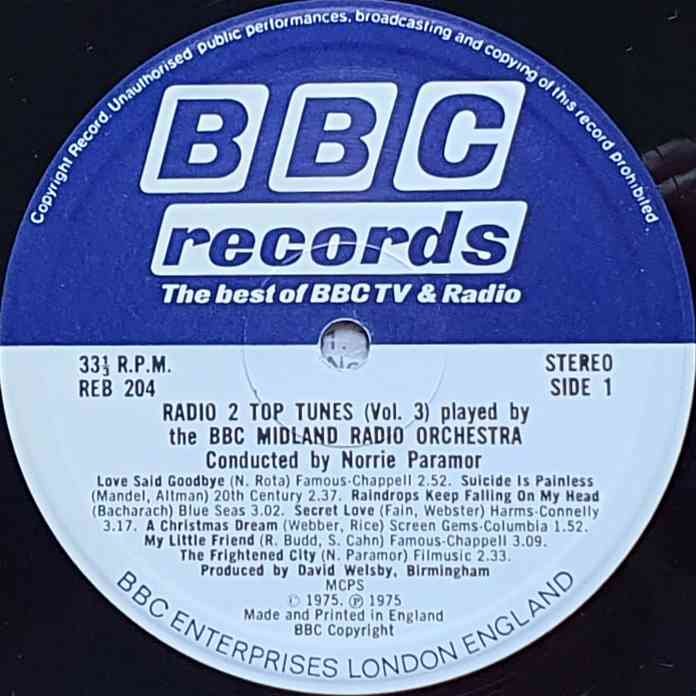 Copyright Record. Unauthorised public performances, broadcasting and copying of this record prohibited.
BBC
records
The best of BBC TV & Radio
33⅓ R.P.M.
REB 204
STEREO
SIDE 1
RADIO 2 TOP TUNES (Vol. 3) played by
the BBC MIDLAND RADIO ORCHESTRA
Conducted by Norrie Paramor
Love Said Goodbye (N. Rota) Famous-Chappell 2.52. Suicide Is Painless
(Mandel, Altman) 20th Century 2.37. Raindrops Keep Falling On My Head
(Bacharach) Blue Seas 3.02. Secret Love (Fain, Webster) Harms-Connelly
3.17. A Christmas Dream (Webber, Rice) Screen Gems-Columbia 1.52.
My Little Friend (R. Budd, S. Cahn) Famous-Chappell 3.09.
The Frightened City (N. Paramor) Filmusic 2.33.
Produced by David Welsby, Birmingham
MCPS
© 1975. ℗ 1975
Made and Printed in England
BBC Copyright
BBC ENTERPRISES LONDON ENGLAND